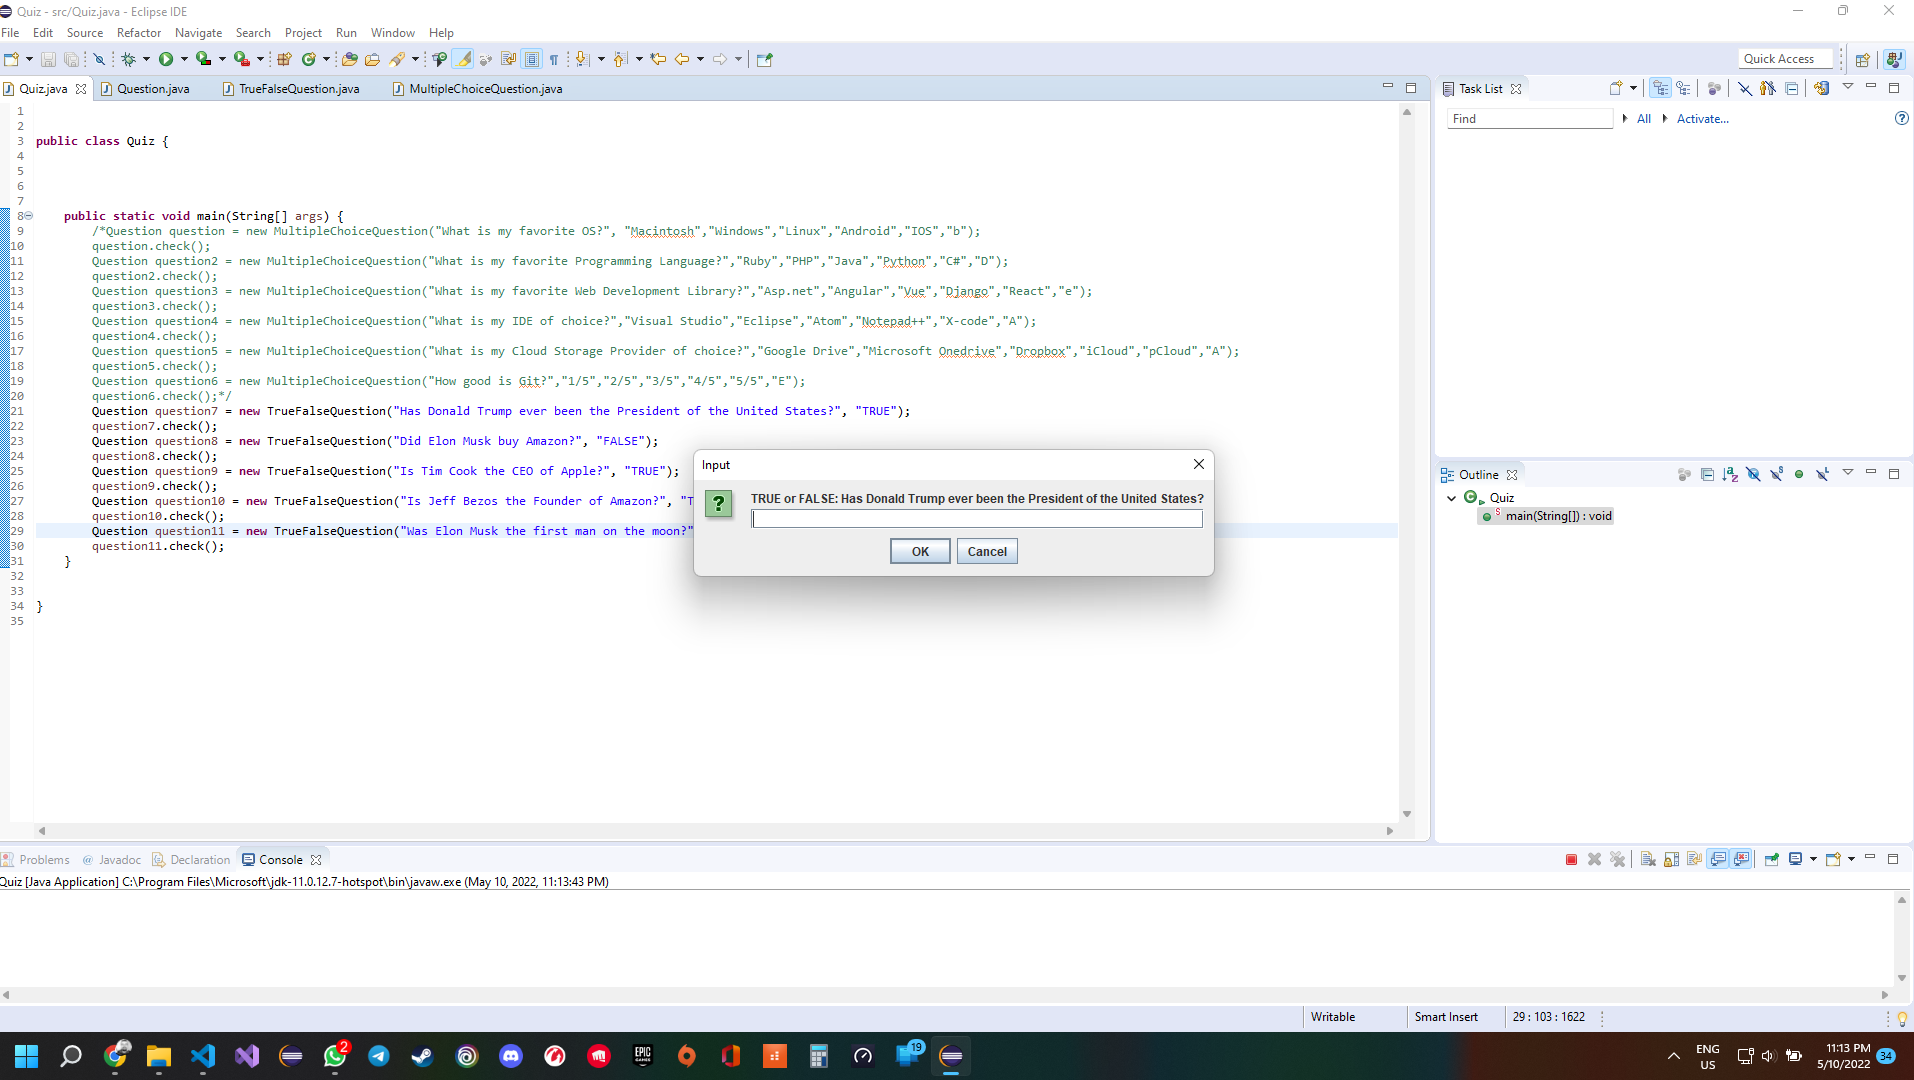 Quiz - src/Quiz.java - Eclipse IDE
File Edit Source Refactor Navigate Search Project Run Window Help
Quick Access
Quiz.java Question.java TrueFalseQuestion.java MultipleChoiceQuestion.java
1
2
3 public class Quiz {
4
5
6
7
8 public static void main(String[] args) {
9 /*Question question = new MultipleChoiceQuestion("What is my favorite OS?", "Macintosh","Windows","Linux","Android","IOS","b");
10 question.check();
11 Question question2 = new MultipleChoiceQuestion("What is my favorite Programming Language?","Ruby","PHP","Java","Python","C#","D");
12 question2.check();
13 Question question3 = new MultipleChoiceQuestion("What is my favorite Web Development Library?","Asp.net","Angular","Vue","Django","React","e");
14 question3.check();
15 Question question4 = new MultipleChoiceQuestion("What is my IDE of choice?","Visual Studio","Eclipse","Atom","Notepad++","X-code","A");
16 question4.check();
17 Question question5 = new MultipleChoiceQuestion("What is my Cloud Storage Provider of choice?","Google Drive","Microsoft Onedrive","Dropbox","iCloud","pCloud","A");
18 question5.check();
19 Question question6 = new MultipleChoiceQuestion("How good is Git?","1/5","2/5","3/5","4/5","5/5","E");
20 question6.check();*/
21 Question question7 = new TrueFalseQuestion("Has Donald Trump ever been the President of the United States?", "TRUE");
22 question7.check();
23 Question question8 = new TrueFalseQuestion("Did Elon Musk buy Amazon?", "FALSE");
24 question8.check();
25 Question question9 = new TrueFalseQuestion("Is Tim Cook the CEO of Apple?", "TRUE");
26 question9.check();
27 Question question10 = new TrueFalseQuestion("Is Jeff Bezos the Founder of Amazon?", "T
28 question10.check();
29 Question question11 = new TrueFalseQuestion("Was Elon Musk the first man on the moon?"
30 question11.check();
31 }
32
33
34 }
35
Input
TRUE or FALSE: Has Donald Trump ever been the President of the United States?
OK Cancel
Task List
Find All Activate...
Outline
Quiz
main(String[]) : void
Problems @ Javadoc Declaration Console
Quiz [Java Application] C:\Program Files\Microsoft\jdk-11.0.12.7-hotspot\bin\javaw.exe (May 10, 2022, 11:13:43 PM)
Writable Smart Insert 29 : 103 : 1622
2
EPIC GAMES
19
ENG
US
11:13 PM
5/10/2022
34